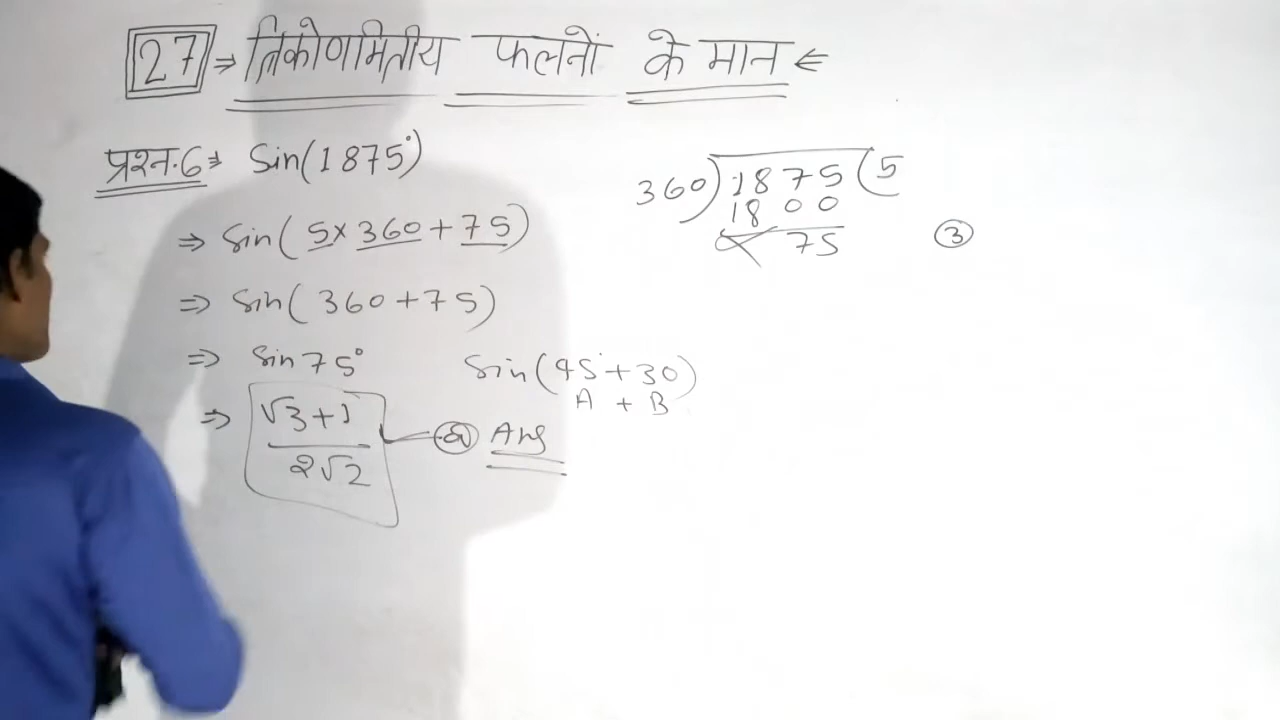 27 ⇒ त्रिकोणमितीय फलनों के मान ←
प्रश्न.6⇒ Sin(1875°)
⇒ Sin(5×360+75)
⇒ Sin(360+75)
⇒ Sin75°
⇒ √3+1
2√2
Ans
Sin(45+30)
A + B
360)1875(5
1800
75
3